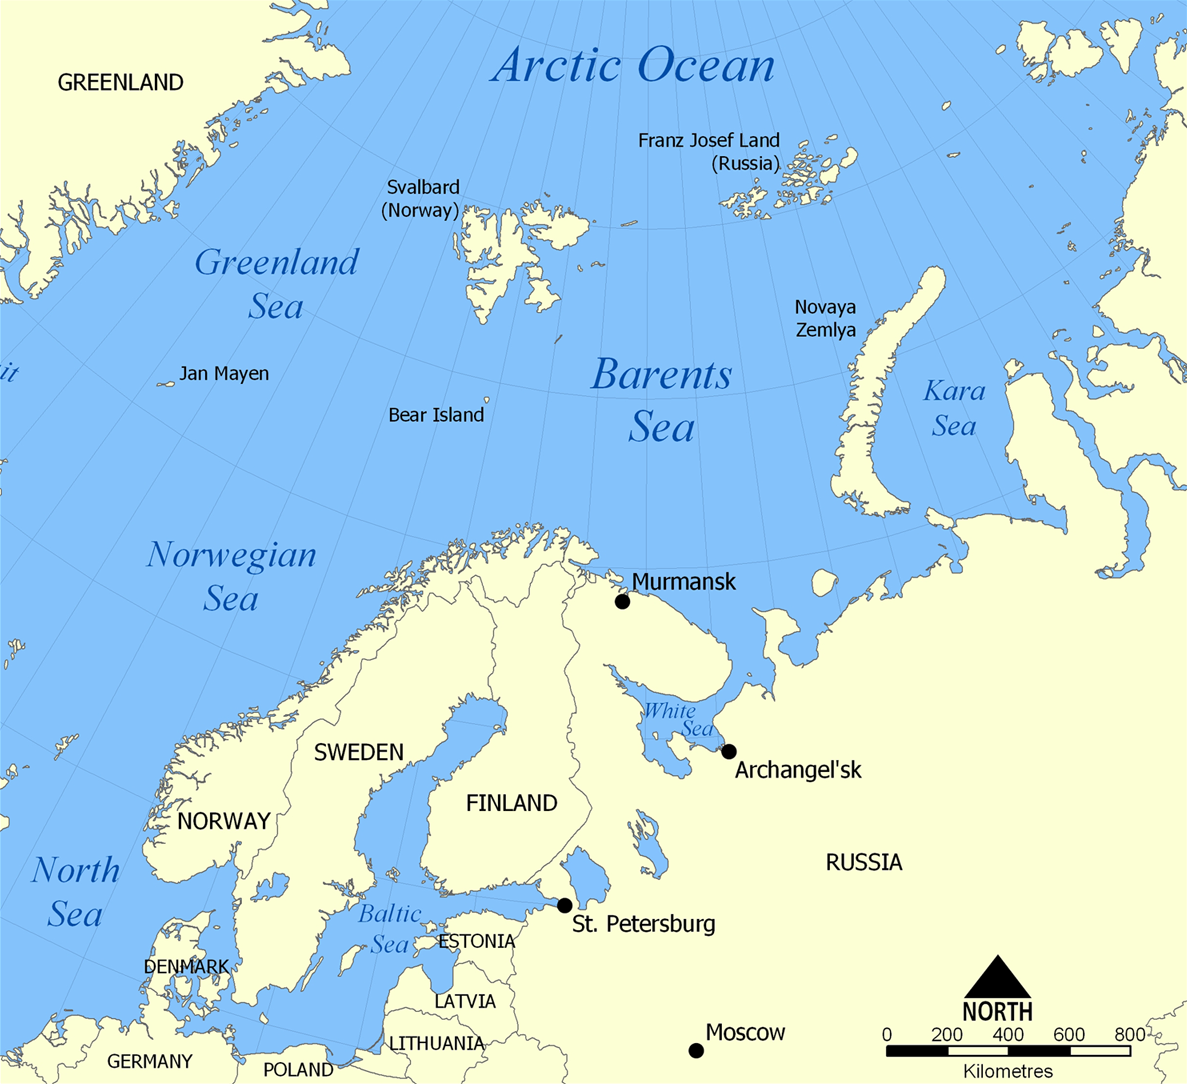 Arctic Ocean
GREENLAND
Franz Josef Land
(Russia)
Svalbard
(Norway)
Greenland
Sea
Novaya
Zemlya
it
Jan Mayen
Barents
Sea
Kara
Sea
Bear Island
Norwegian
Sea
Murmansk
White
Sea
SWEDEN
Archangel'sk
FINLAND
NORWAY
RUSSIA
North
Sea
Baltic
Sea
St. Petersburg
ESTONIA
DENMARK
LATVIA
NORTH
Moscow
LITHUANIA
0 200 400 600 800
Kilometres
GERMANY
POLAND